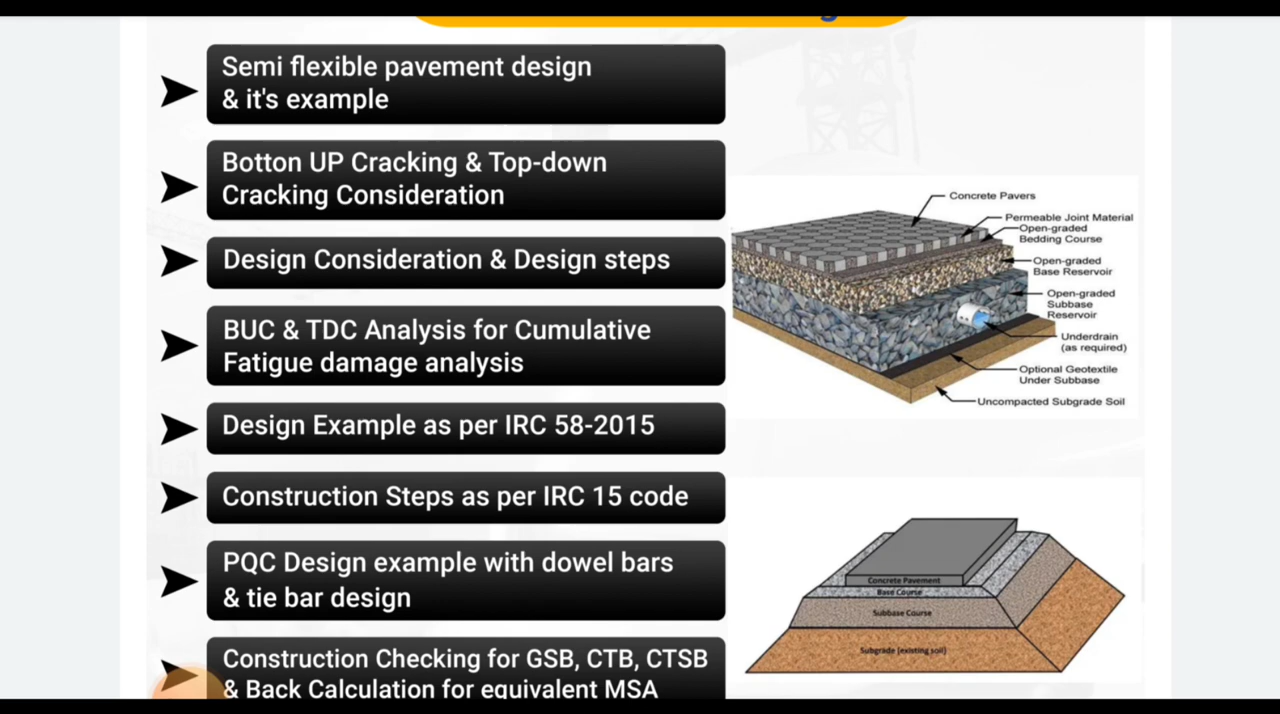 Semi flexible pavement design
& it's example
Botton UP Cracking & Top-down
Cracking Consideration
Design Consideration & Design steps
BUC & TDC Analysis for Cumulative
Fatigue damage analysis
Design Example as per IRC 58-2015
Construction Steps as per IRC 15 code
PQC Design example with dowel bars
& tie bar design
Construction Checking for GSB, CTB, CTSB
& Back Calculation for equivalent MSA
Concrete Pavers
Permeable Joint Material
Open-graded
Bedding Course
Open-graded
Base Reservoir
Open-graded
Subbase
Reservoir
Underdrain
(as required)
Optional Geotextile
Under Subbase
Uncompacted Subgrade Soil
Concrete Pavement
Base Course
Subbase Course
Subgrade (existing soil)